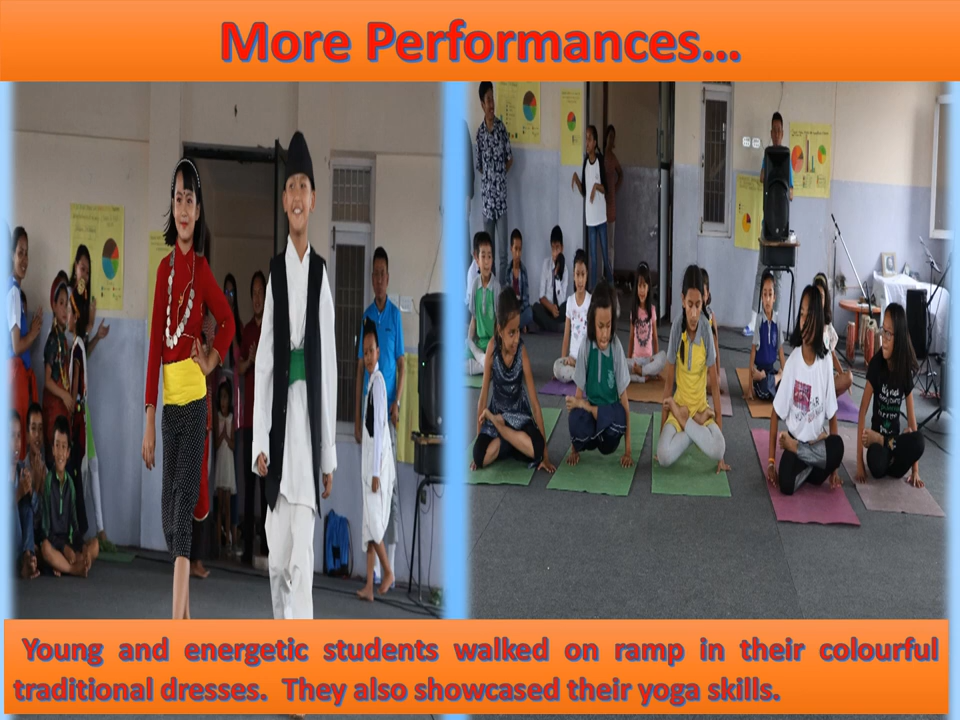 More Performances...
Young and energetic students walked on ramp in their colourful
traditional dresses. They also showcased their yoga skills.